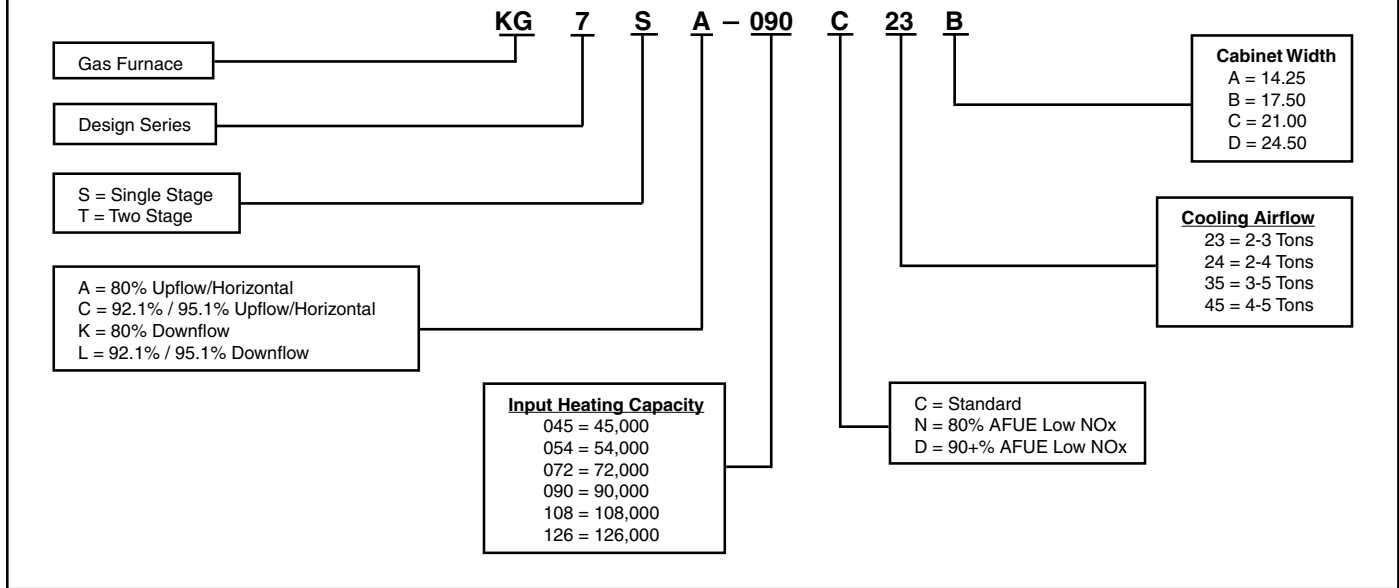 KG 7 S A – 090 C 23 B
Gas Furnace
Design Series
S = Single Stage
T = Two Stage
A = 80% Upflow/Horizontal
C = 92.1% / 95.1% Upflow/Horizontal
K = 80% Downflow
L = 92.1% / 95.1% Downflow
Input Heating Capacity
045 = 45,000
054 = 54,000
072 = 72,000
090 = 90,000
108 = 108,000
126 = 126,000
C = Standard
N = 80% AFUE Low NOx
D = 90+% AFUE Low NOx
Cooling Airflow
23 = 2-3 Tons
24 = 2-4 Tons
35 = 3-5 Tons
45 = 4-5 Tons
Cabinet Width
A = 14.25
B = 17.50
C = 21.00
D = 24.50